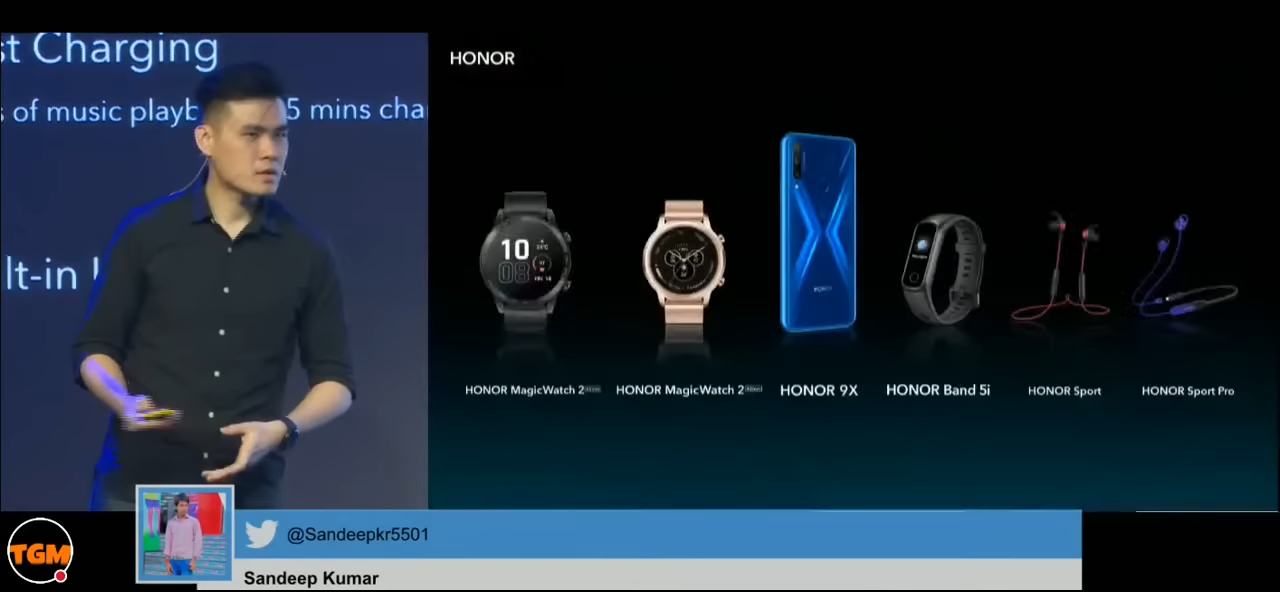 st Charging
s of music playb 5 mins cha
lt-in
HONOR
10
08
HONOR
HONOR MagicWatch 2
HONOR MagicWatch 2
HONOR 9X
HONOR Band 5i
HONOR Sport
HONOR Sport Pro
@Sandeepkr5501
Sandeep Kumar
TGM